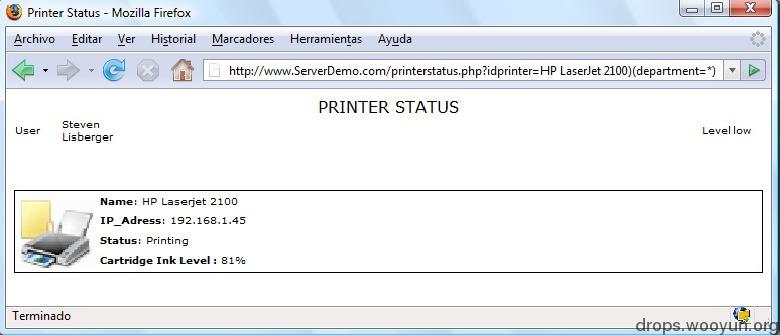 Printer Status - Mozilla Firefox
Archivo Editar Ver Historial Marcadores Herramientas Ayuda
http://www.ServerDemo.com/printerstatus.php?idprinter=HP LaserJet 2100)(department=*)
PRINTER STATUS
User Steven Lisberger Level low
Name: HP Laserjet 2100
IP_Adress: 192.168.1.45
Status: Printing
Cartridge Ink Level : 81%
Terminado
drops.wooyun.org